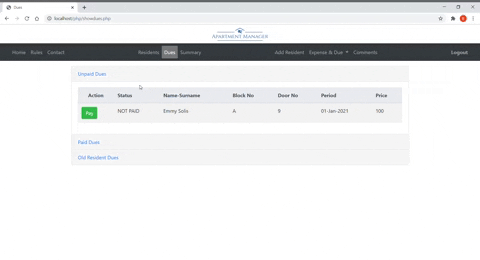 Dues
localhost/php/showdues.php
APARTMENT MANAGER
Home Rules Contact Residents Dues Summary Add Resident Expense & Due Comments Logout
Unpaid Dues
Action Status Name-Surname Block No Door No Period Price
Pay NOT PAID Emmy Solis A 9 01-Jan-2021 100
Paid Dues
Old Resident Dues